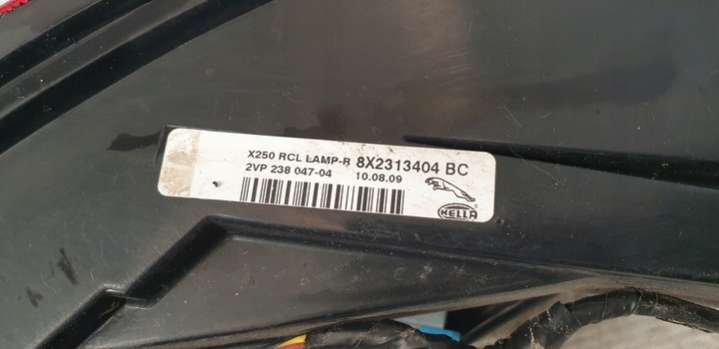 X250 RCL LAMP-R 8X2313404 BC
2VP 238 047-04 10.08.09
HELLA